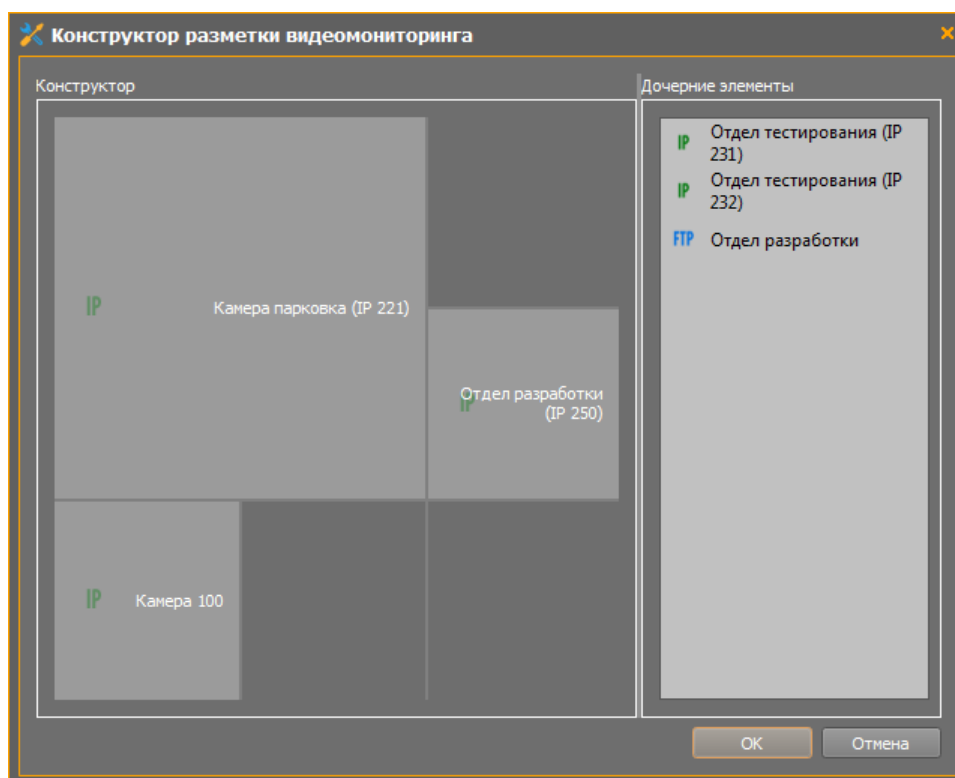 Конструктор разметки видеомониторинга
Конструктор
IP
Камера парковка (IP 221)
IP
Отдел разработки
(IP 250)
IP
Камера 100
Дочерние элементы
IP
Отдел тестирования (IP
231)
IP
Отдел тестирования (IP
232)
FTP
Отдел разработки
OK
Отмена